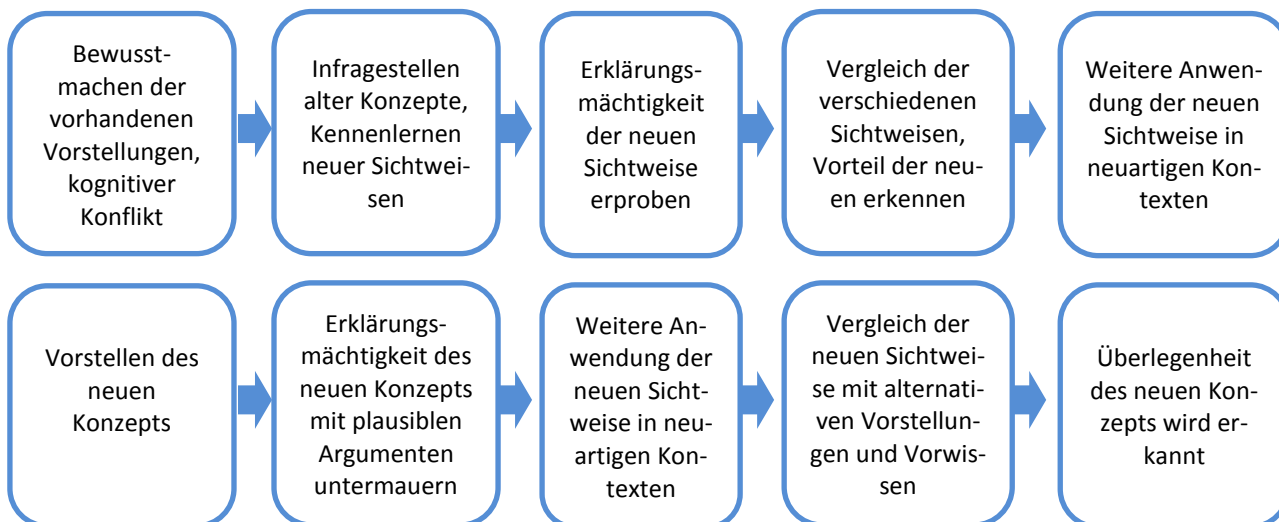 Bewusst-
machen der
vorhandenen
Vorstellungen,
kognitiver
Konflikt
Infragestellen
alter Konzepte,
Kennenlernen
neuer Sichtwei-
sen
Erklärungs-
mächtigkeit
der neuen
Sichtweise
erproben
Vergleich der
verschiedenen
Sichtweisen,
Vorteil der neu-
en erkennen
Weitere Anwen-
dung der neuen
Sichtweise in
neuartigen Kon-
texten
Vorstellen des
neuen
Konzepts
Erklärungs-
mächtigkeit des
neuen Konzepts
mit plausiblen
Argumenten
untermauern
Weitere An-
wendung der
neuen Sicht-
weise in neu-
artigen Kon-
texten
Vergleich der
neuen Sichtwei-
se mit alternati-
ven Vorstellun-
gen und Vorwis-
sen
Überlegenheit
des neuen Kon-
zepts wird er-
kannt